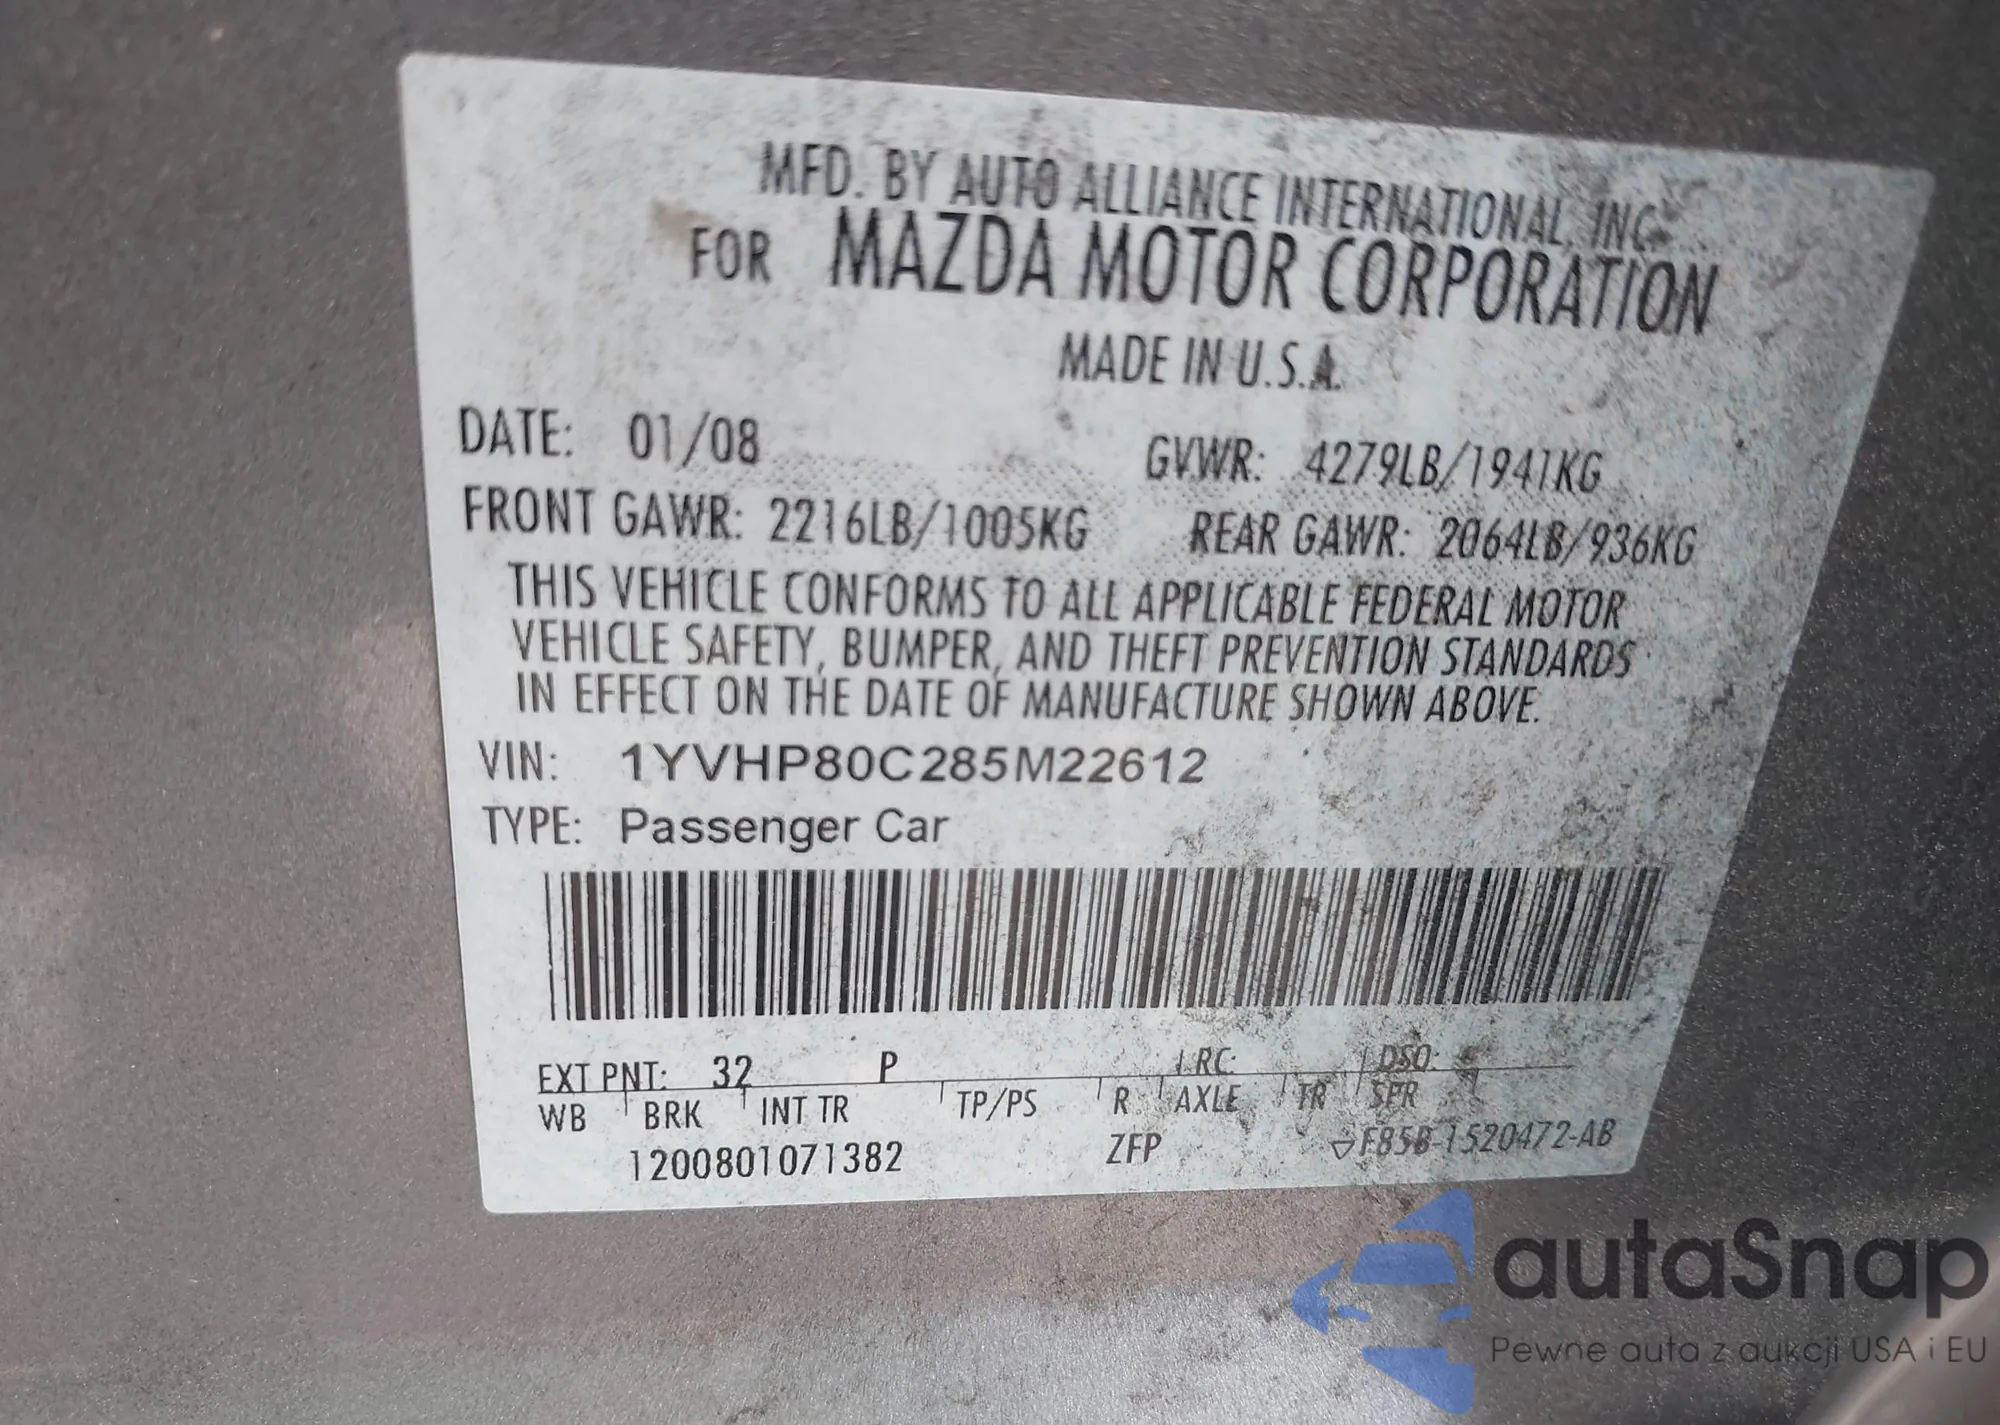 MFD. BY AUTO ALLIANCE INTERNATIONAL, INC.
FOR MAZDA MOTOR CORPORATION
MADE IN U.S.A.
DATE: 01/08 GVWR: 4279LB/1941KG
FRONT GAWR: 2216LB/1005KG REAR GAWR: 2064LB/936KG
THIS VEHICLE CONFORMS TO ALL APPLICABLE FEDERAL MOTOR
VEHICLE SAFETY, BUMPER, AND THEFT PREVENTION STANDARDS
IN EFFECT ON THE DATE OF MANUFACTURE SHOWN ABOVE.
VIN: 1YVHP80C285M22612
TYPE: Passenger Car
EXT PNT: 32 P RC: DSO:
WB BRK INT TR TP/PS R AXLE TR SPR
1200801071382 ZFP F85B-1520472-AB
autaSnap
Pewne auta z aukcji USA i EU